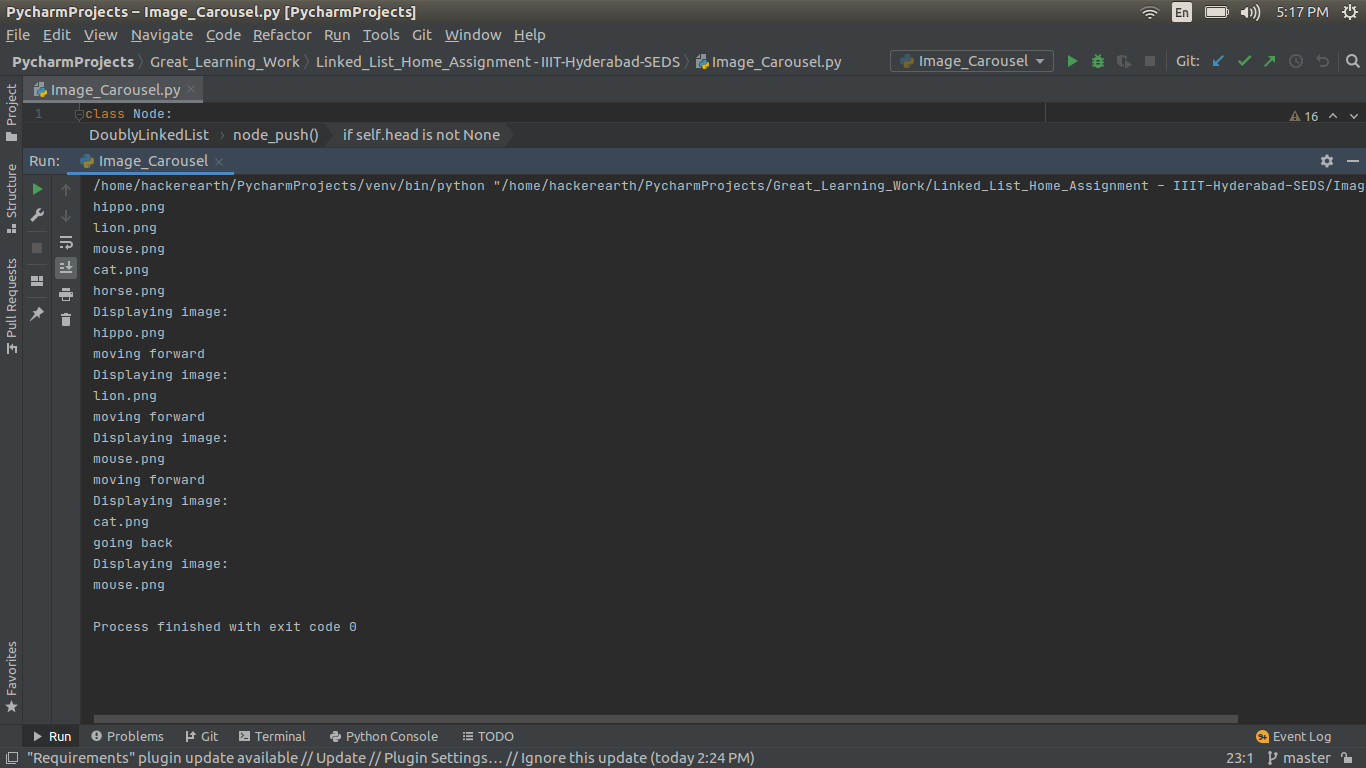 PycharmProjects – Image_Carousel.py [PycharmProjects]
En
5:17 PM
File Edit View Navigate Code Refactor Run Tools Git Window Help
PycharmProjects Great_Learning_Work Linked_List_Home_Assignment - IIIT-Hyderabad-SEDS Image_Carousel.py
Image_Carousel
Git:
Project
Image_Carousel.py
1 class Node:
16
DoublyLinkedList › node_push() › if self.head is not None
Run: Image_Carousel
Structure
Pull Requests
Favorites
/home/hackerearth/PycharmProjects/venv/bin/python "/home/hackerearth/PycharmProjects/Great_Learning_Work/Linked_List_Home_Assignment - IIIT-Hyderabad-SEDS/Imag
hippo.png
lion.png
mouse.png
cat.png
horse.png
Displaying image:
hippo.png
moving forward
Displaying image:
lion.png
moving forward
Displaying image:
mouse.png
moving forward
Displaying image:
cat.png
going back
Displaying image:
mouse.png
Process finished with exit code 0
Run Problems Git Terminal Python Console TODO
9+ Event Log
"Requirements" plugin update available // Update // Plugin Settings... // Ignore this update (today 2:24 PM)
23:1 master